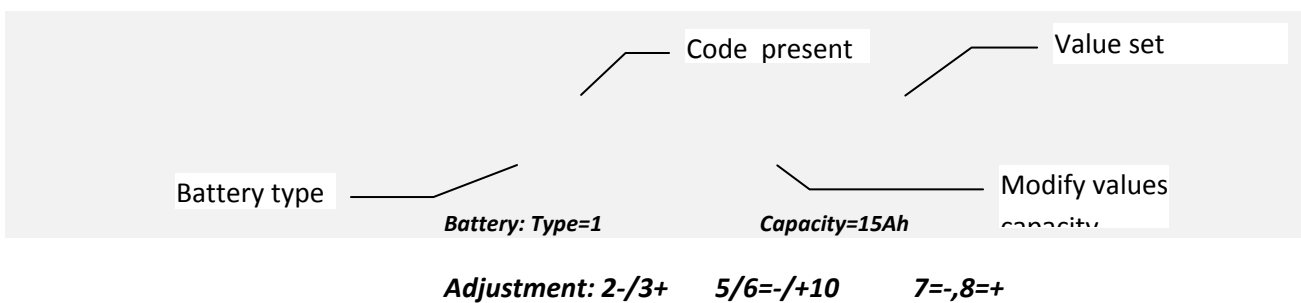 Code present
Value set
Battery type
Modify values
capacity
Battery: Type=1 Capacity=15Ah
Adjustment: 2-/3+ 5/6=-/+10 7=-,8=+